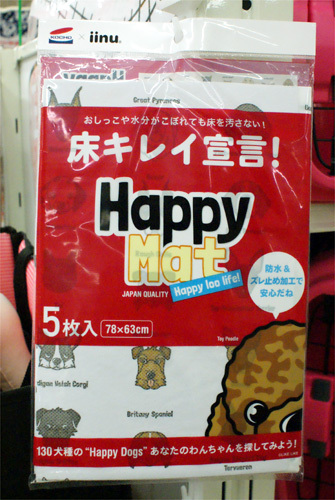 KOCHO × iinu.
Happy
Great Pyrenees
おしっこや水分がこぼれても床を汚さない!
床キレイ宣言!
Happy
Mat
JAPAN QUALITY
Happy loo life!
防水&
ズレ止め加工で
安心だね
5枚入
78×63cm
Toy Poodle
digan Welsh Corgi
Britany Spaniel
130犬種の“Happy Dogs”あなたのわんちゃんを探してみよう!
Tervueren